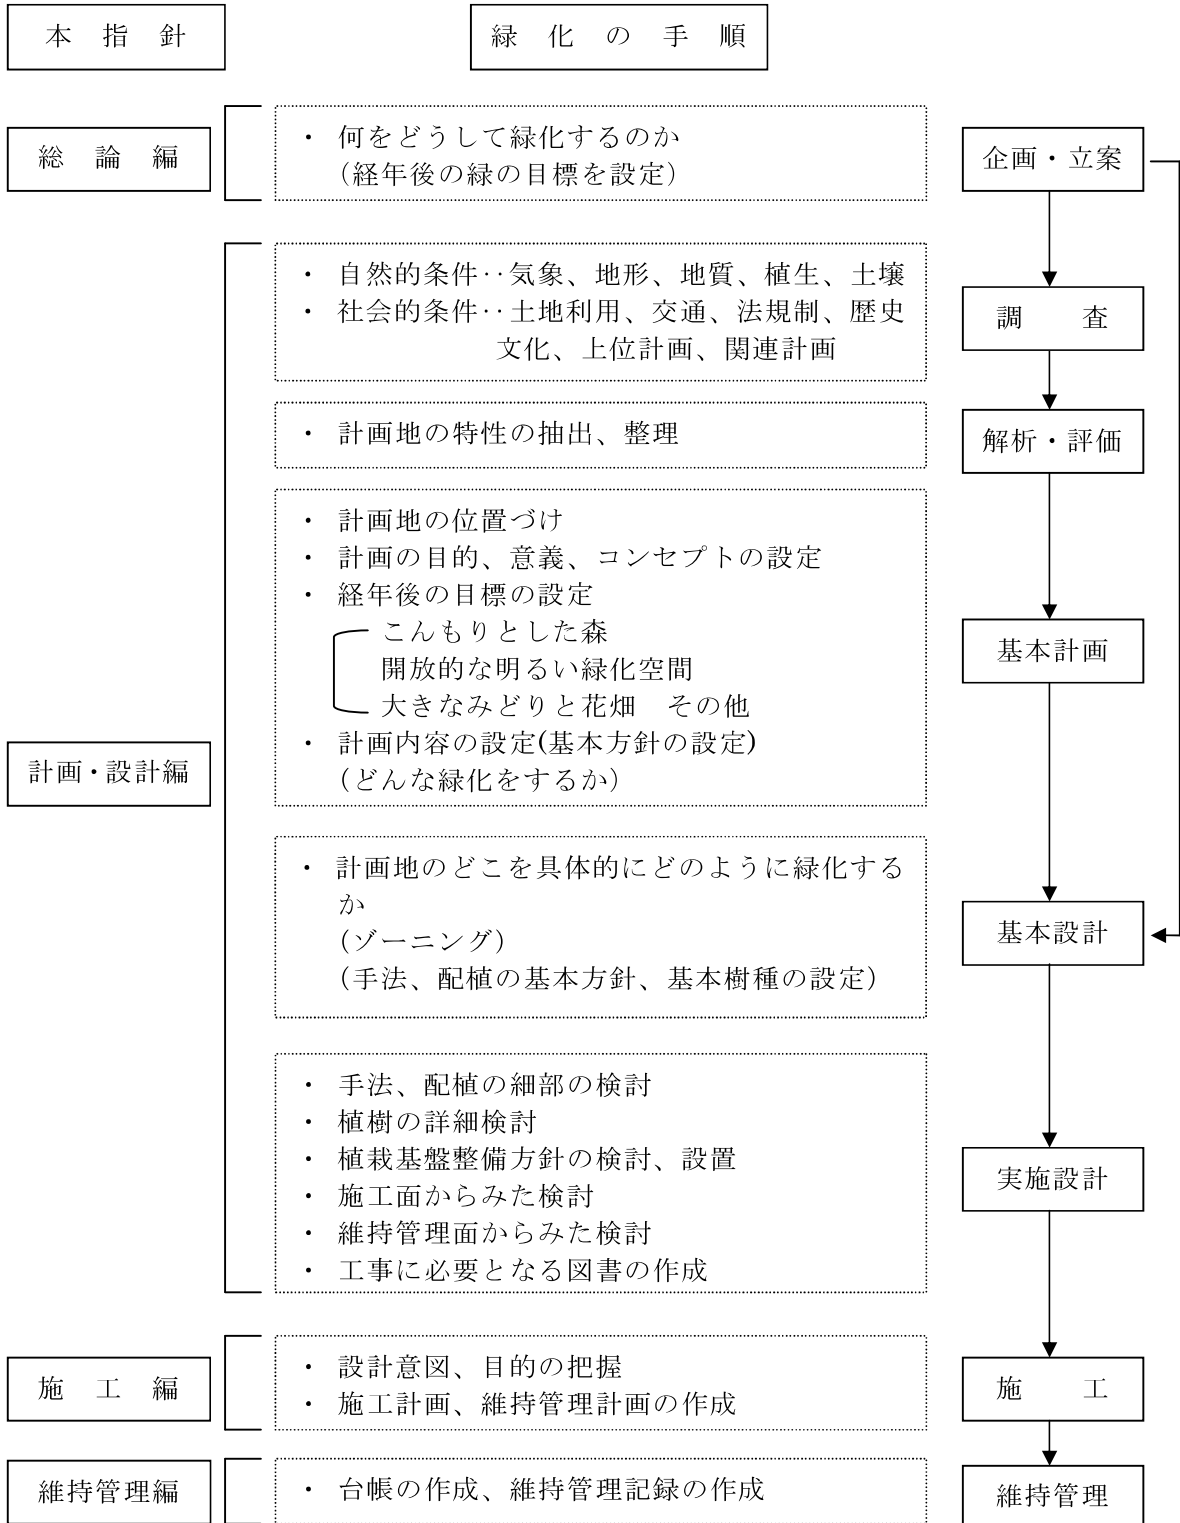 本　指　針
緑　化　の　手　順
総　論　編
・ 何をどうして緑化するのか
（経年後の緑の目標を設定）
企画・立案
・ 自然的条件‥気象、地形、地質、植生、土壌
・ 社会的条件‥土地利用、交通、法規制、歴史
文化、上位計画、関連計画
調　　査
・ 計画地の特性の抽出、整理
解析・評価
計画・設計編
・ 計画地の位置づけ
・ 計画の目的、意義、コンセプトの設定
・ 経年後の目標の設定
こんもりとした森
開放的な明るい緑化空間
大きなみどりと花畑　その他
・ 計画内容の設定(基本方針の設定)
（どんな緑化をするか）
基本計画
・ 計画地のどこを具体的にどのように緑化する
か
（ゾーニング）
（手法、配植の基本方針、基本樹種の設定）
基本設計
・ 手法、配植の細部の検討
・ 植樹の詳細検討
・ 植栽基盤整備方針の検討、設置
・ 施工面からみた検討
・ 維持管理面からみた検討
・ 工事に必要となる図書の作成
実施設計
施　工　編
・ 設計意図、目的の把握
・ 施工計画、維持管理計画の作成
施　　工
維持管理編
・ 台帳の作成、維持管理記録の作成
維持管理